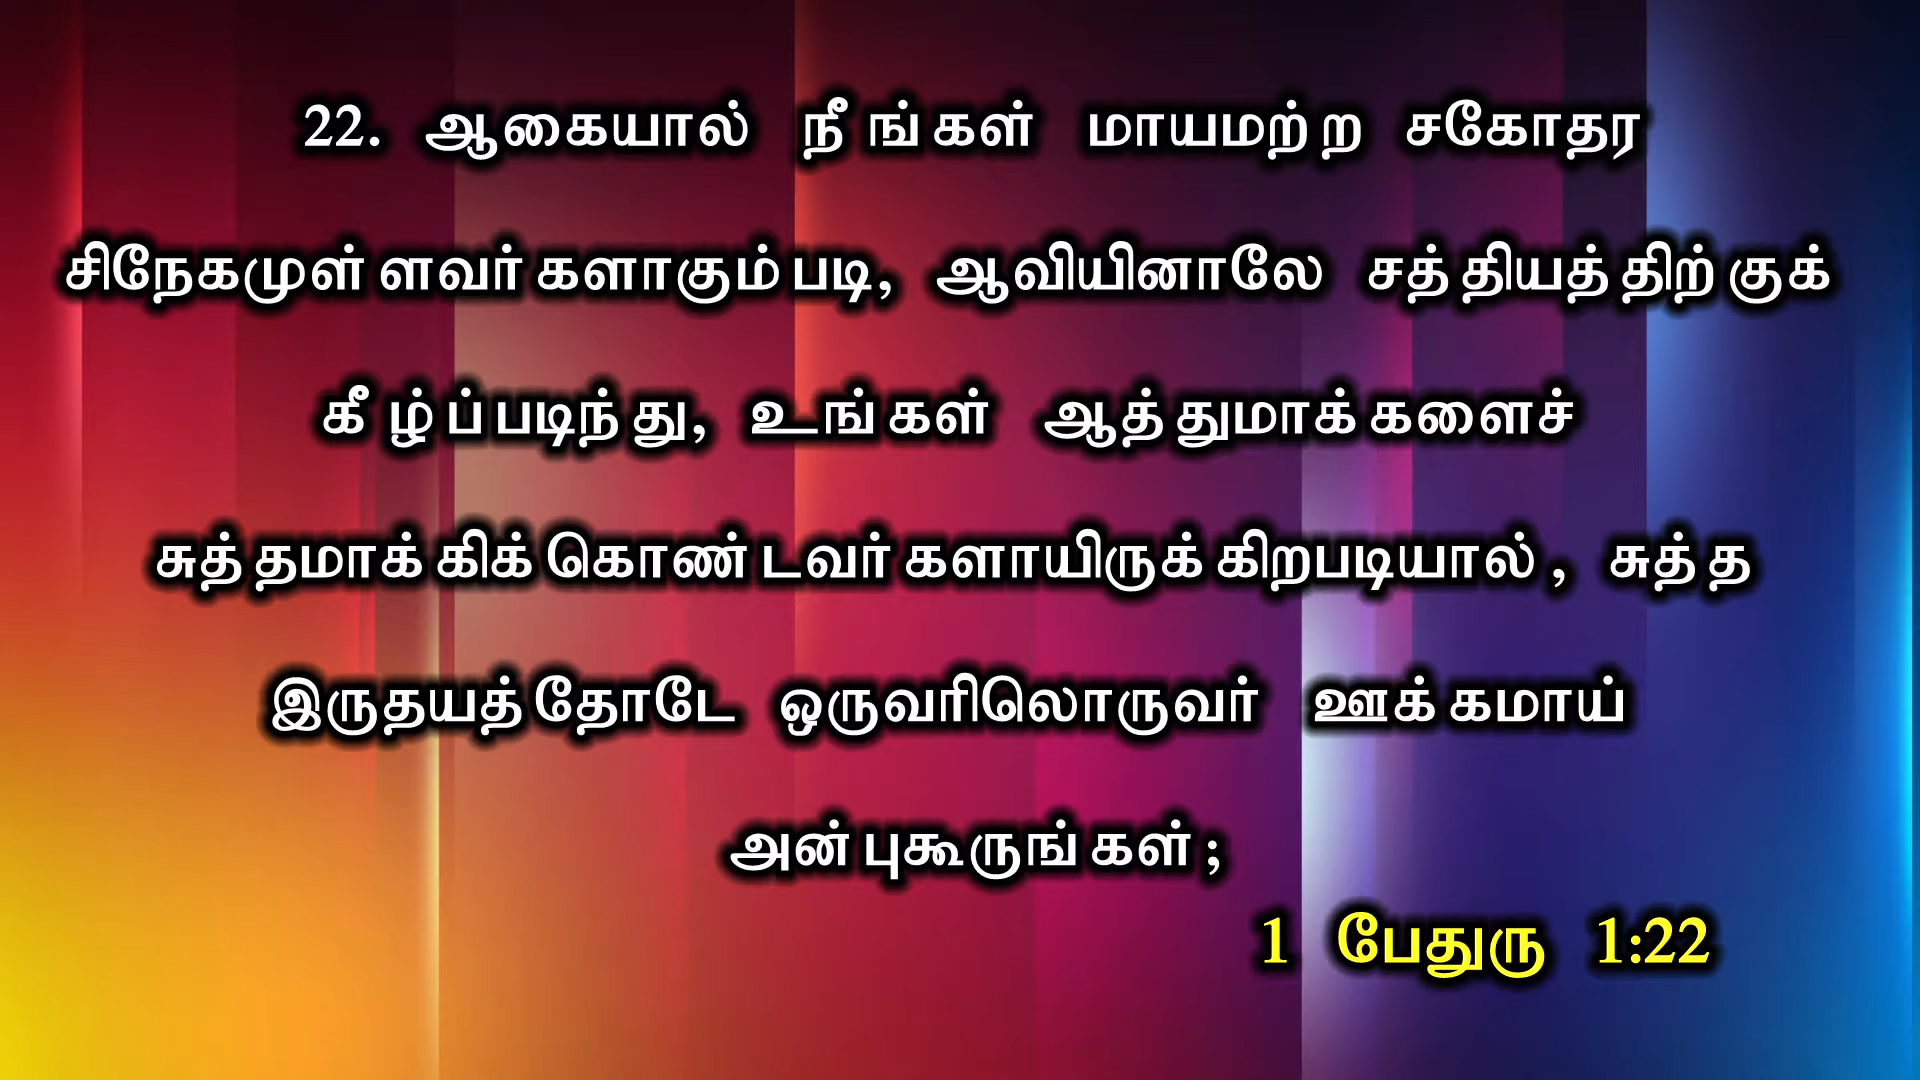 22. ஆகையால் நீங்கள் மாயமற்ற சகோதர
சிநேகமுள்ளவர்களாகும்படி, ஆவியினாலே சத்தியத்திற்குக்
கீழ்ப்படிந்து, உங்கள் ஆத்துமாக்களைச்
சுத்தமாக்கிக்கொண்டவர்களாயிருக்கிறபடியால், சுத்த
இருதயத்தோடே ஒருவரிலொருவர் ஊக்கமாய்
அன்புகூருங்கள்;
1 பேதுரு 1:22